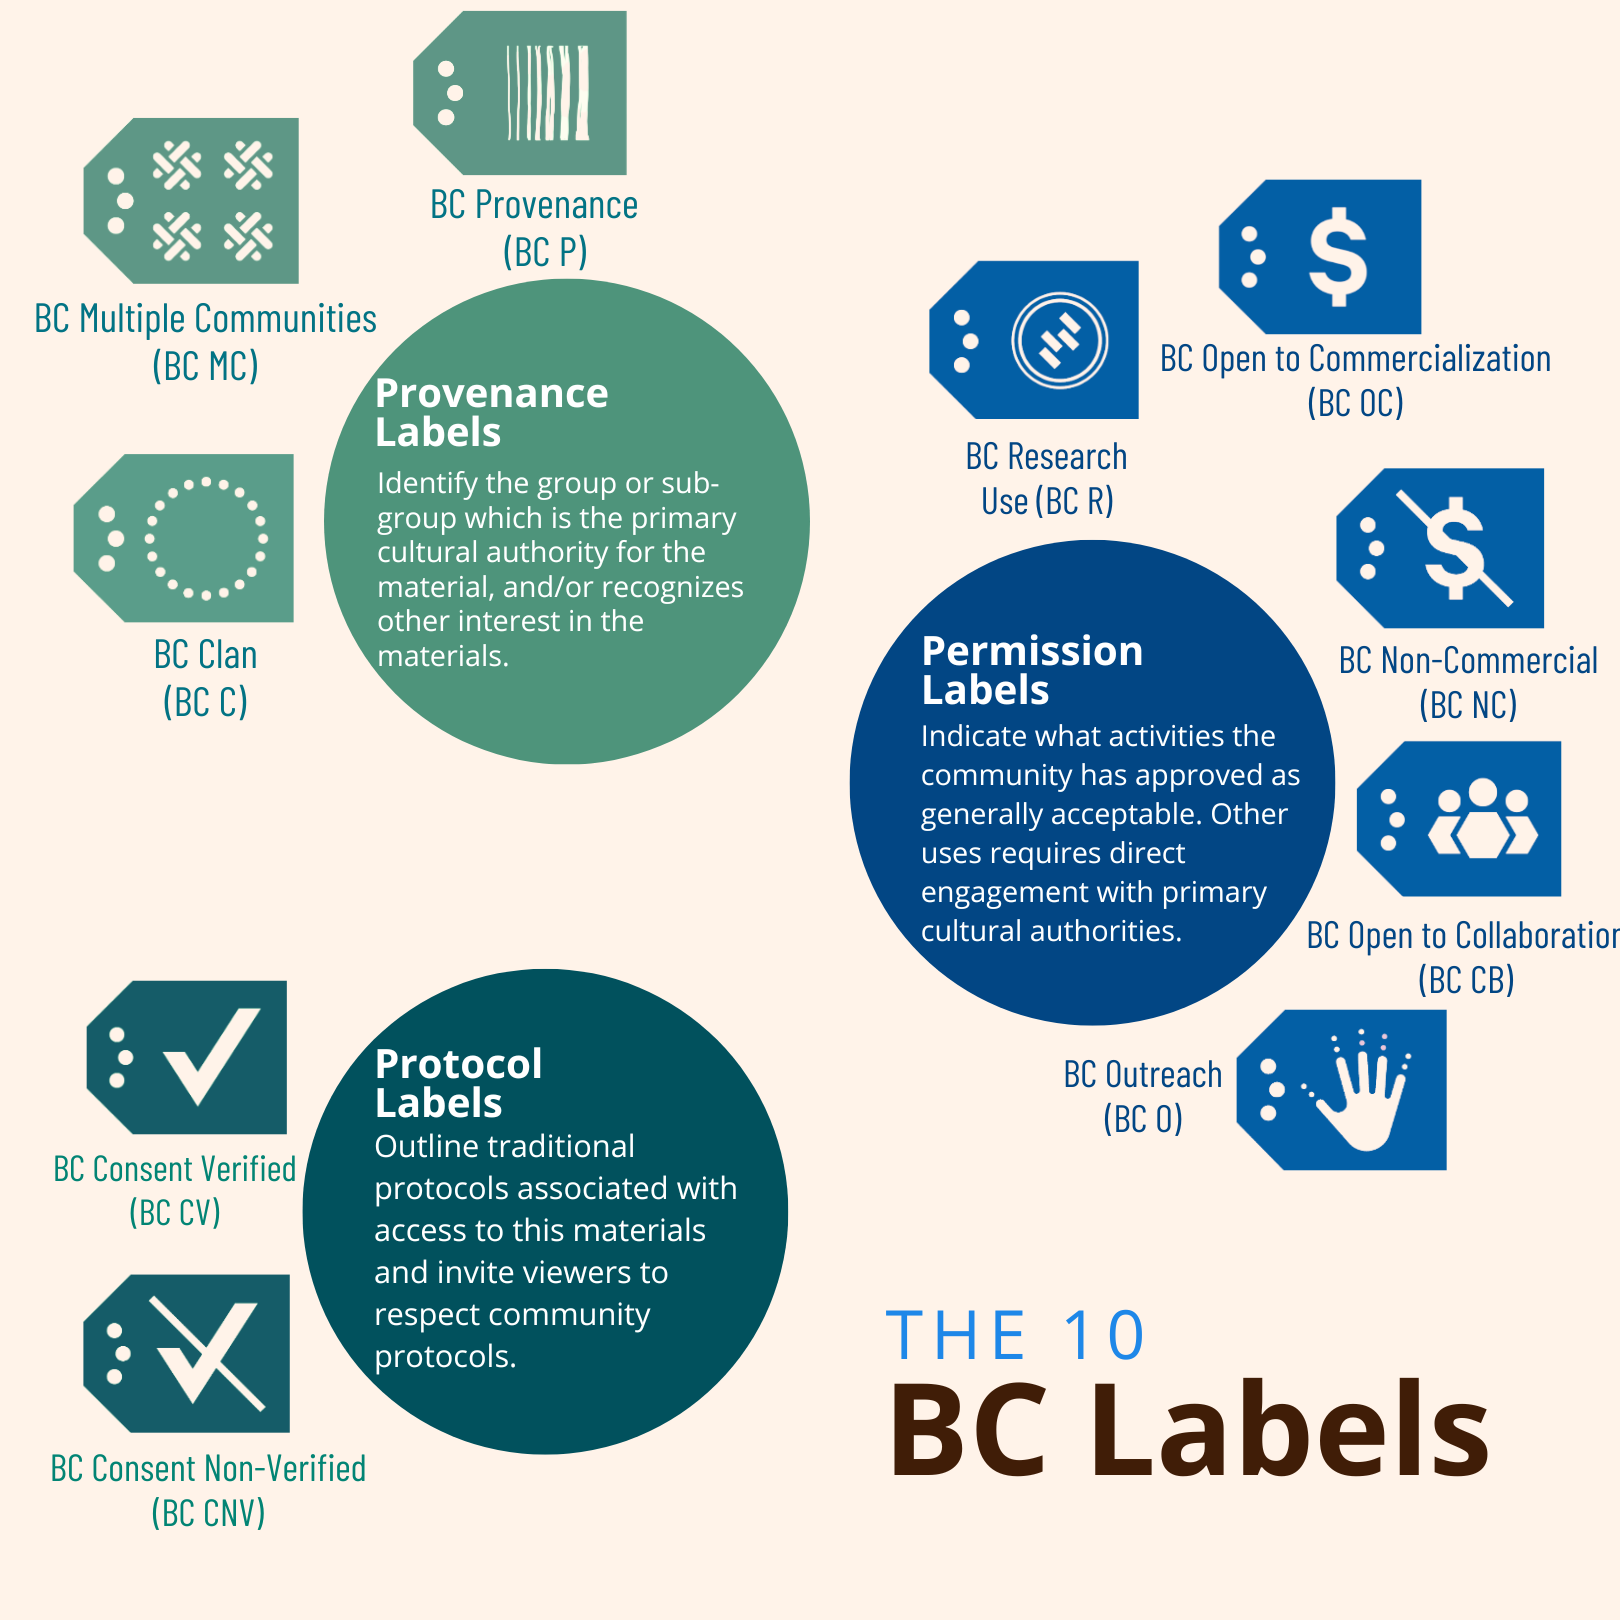 BC Provenance
(BC P)
BC Multiple Communities
(BC MC)
BC Clan
(BC C)
Provenance
Labels
Identify the group or sub-
group which is the primary
cultural authority for the
material, and/or recognizes
other interest in the
materials.
BC Research
Use (BC R)
BC Open to Commercialization
(BC OC)
BC Non-Commercial
(BC NC)
BC Open to Collaboration
(BC CB)
BC Outreach
(BC O)
Permission
Labels
Indicate what activities the
community has approved as
generally acceptable. Other
uses requires direct
engagement with primary
cultural authorities.
BC Consent Verified
(BC CV)
BC Consent Non-Verified
(BC CNV)
Protocol
Labels
Outline traditional
protocols associated with
access to this materials
and invite viewers to
respect community
protocols.
THE 10
BC Labels